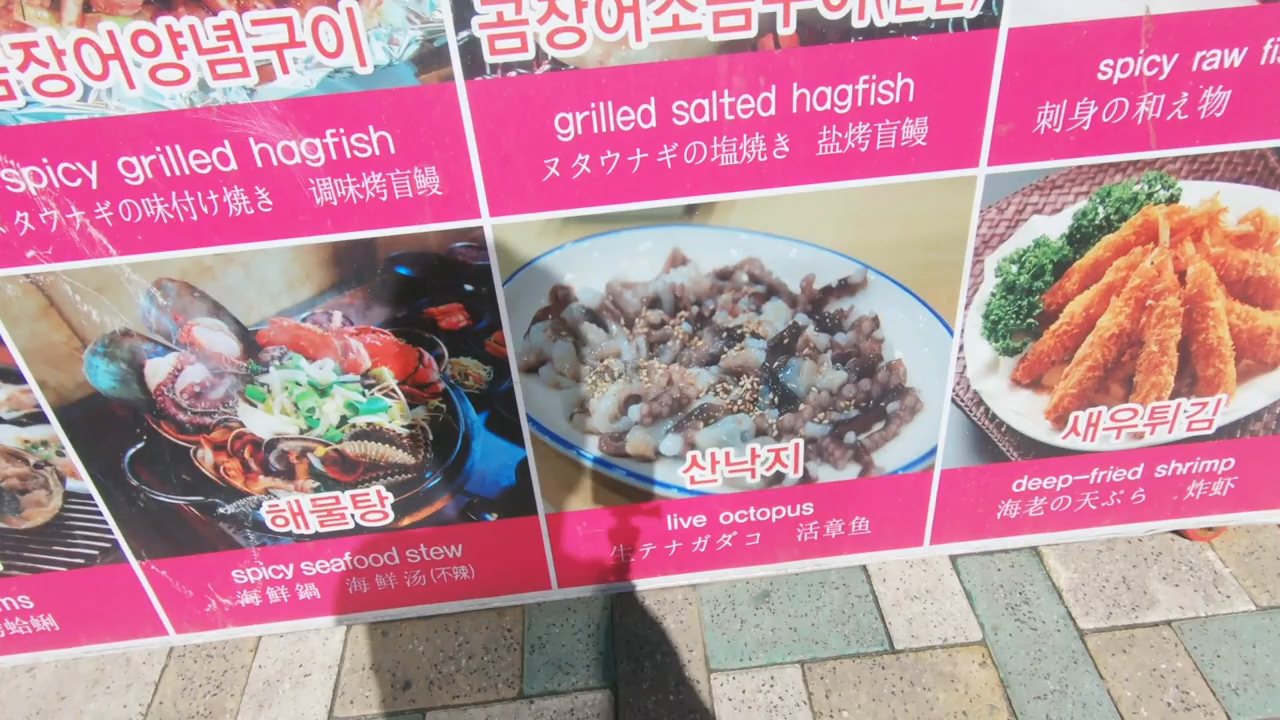 곰장어양념구이
spicy grilled hagfish
ヌタウナギの味付け焼き 调味烤盲鳗
곰장어소금구이
grilled salted hagfish
ヌタウナギの塩焼き 盐烤盲鳗
spicy raw
刺身の和え物
해물탕
spicy seafood stew
海鮮鍋 海鲜汤(不辣)
산낙지
live octopus
生テナガダコ 活章鱼
새우튀김
deep-fried shrimp
海老の天ぷら 炸虾
蛤蜊